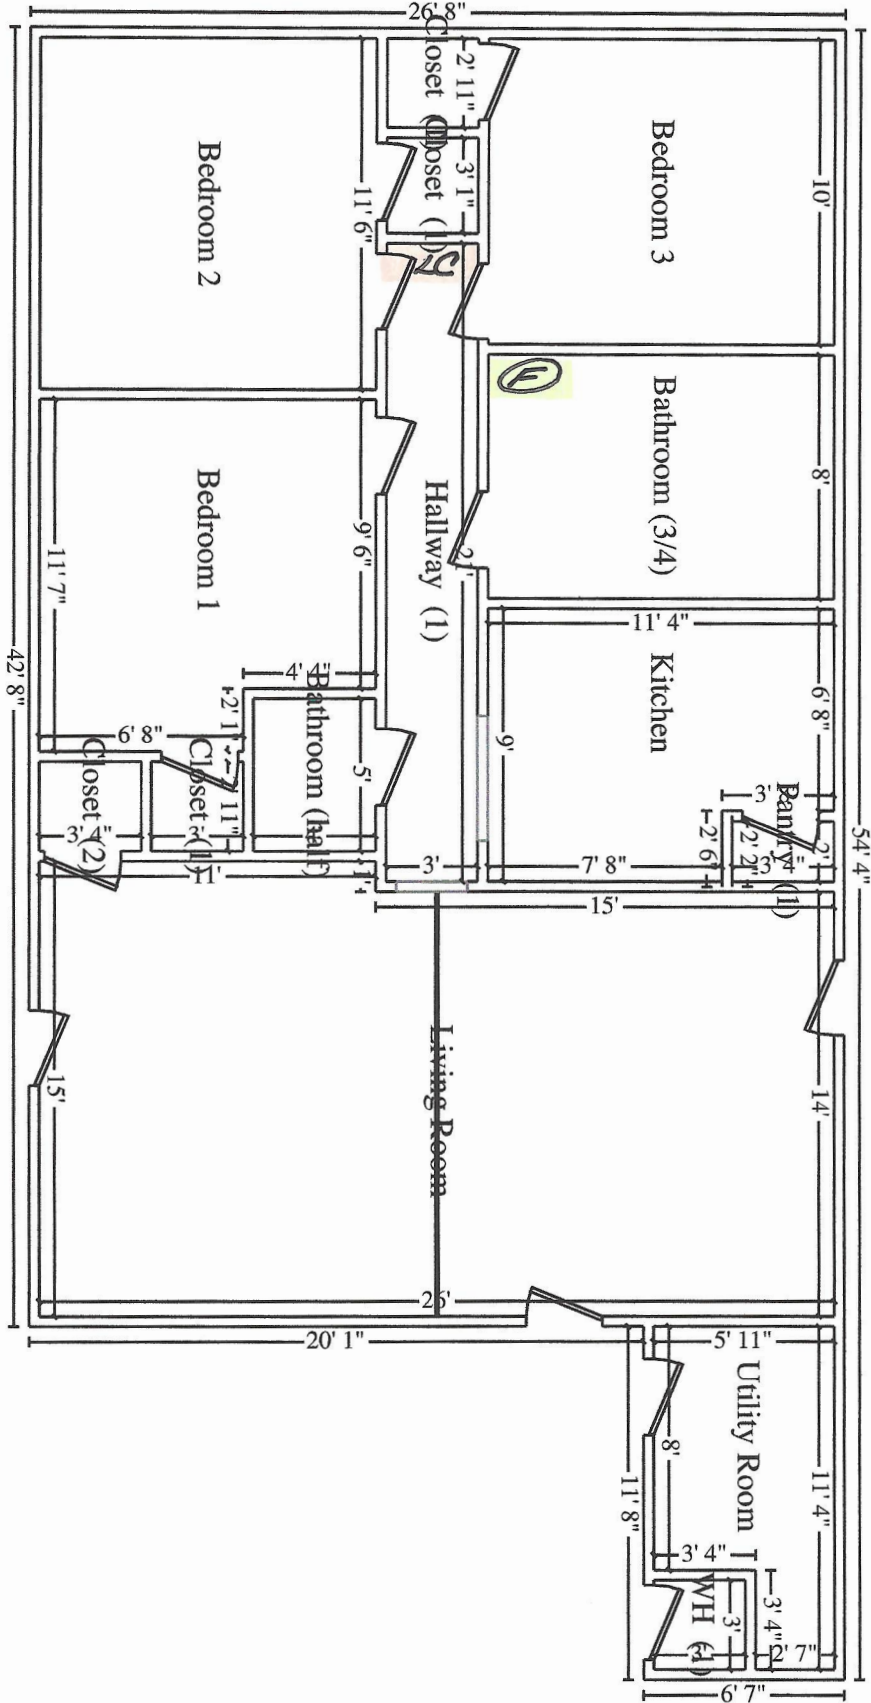 26' 8"
Closet (1)
2' 11"
Bedroom 3
10'
Closet (1)
3' 1"
Bedroom 2
11' 6"
F
Bathroom (3/4)
8'
Hallway (1)
21'
Bedroom 1
9' 6"
11' 7"
11' 4"
Kitchen
6' 8"
9'
4' 4"
Bathroom (half)
5'
6' 8"
Closet (2)
3' 4"
Closet (1)
3'
11'
1'
3'
7' 8"
2' 6"
2' 2"
3'
Pantry (1)
3' 4"
2'
42' 8"
54' 4"
15'
Living Room
15'
14'
26'
20' 1"
5' 11"
Utility Room
8'
11' 4"
11' 8"
3' 4"
WH (1)
3'
3' 4"
3'
2' 7"
6' 7"